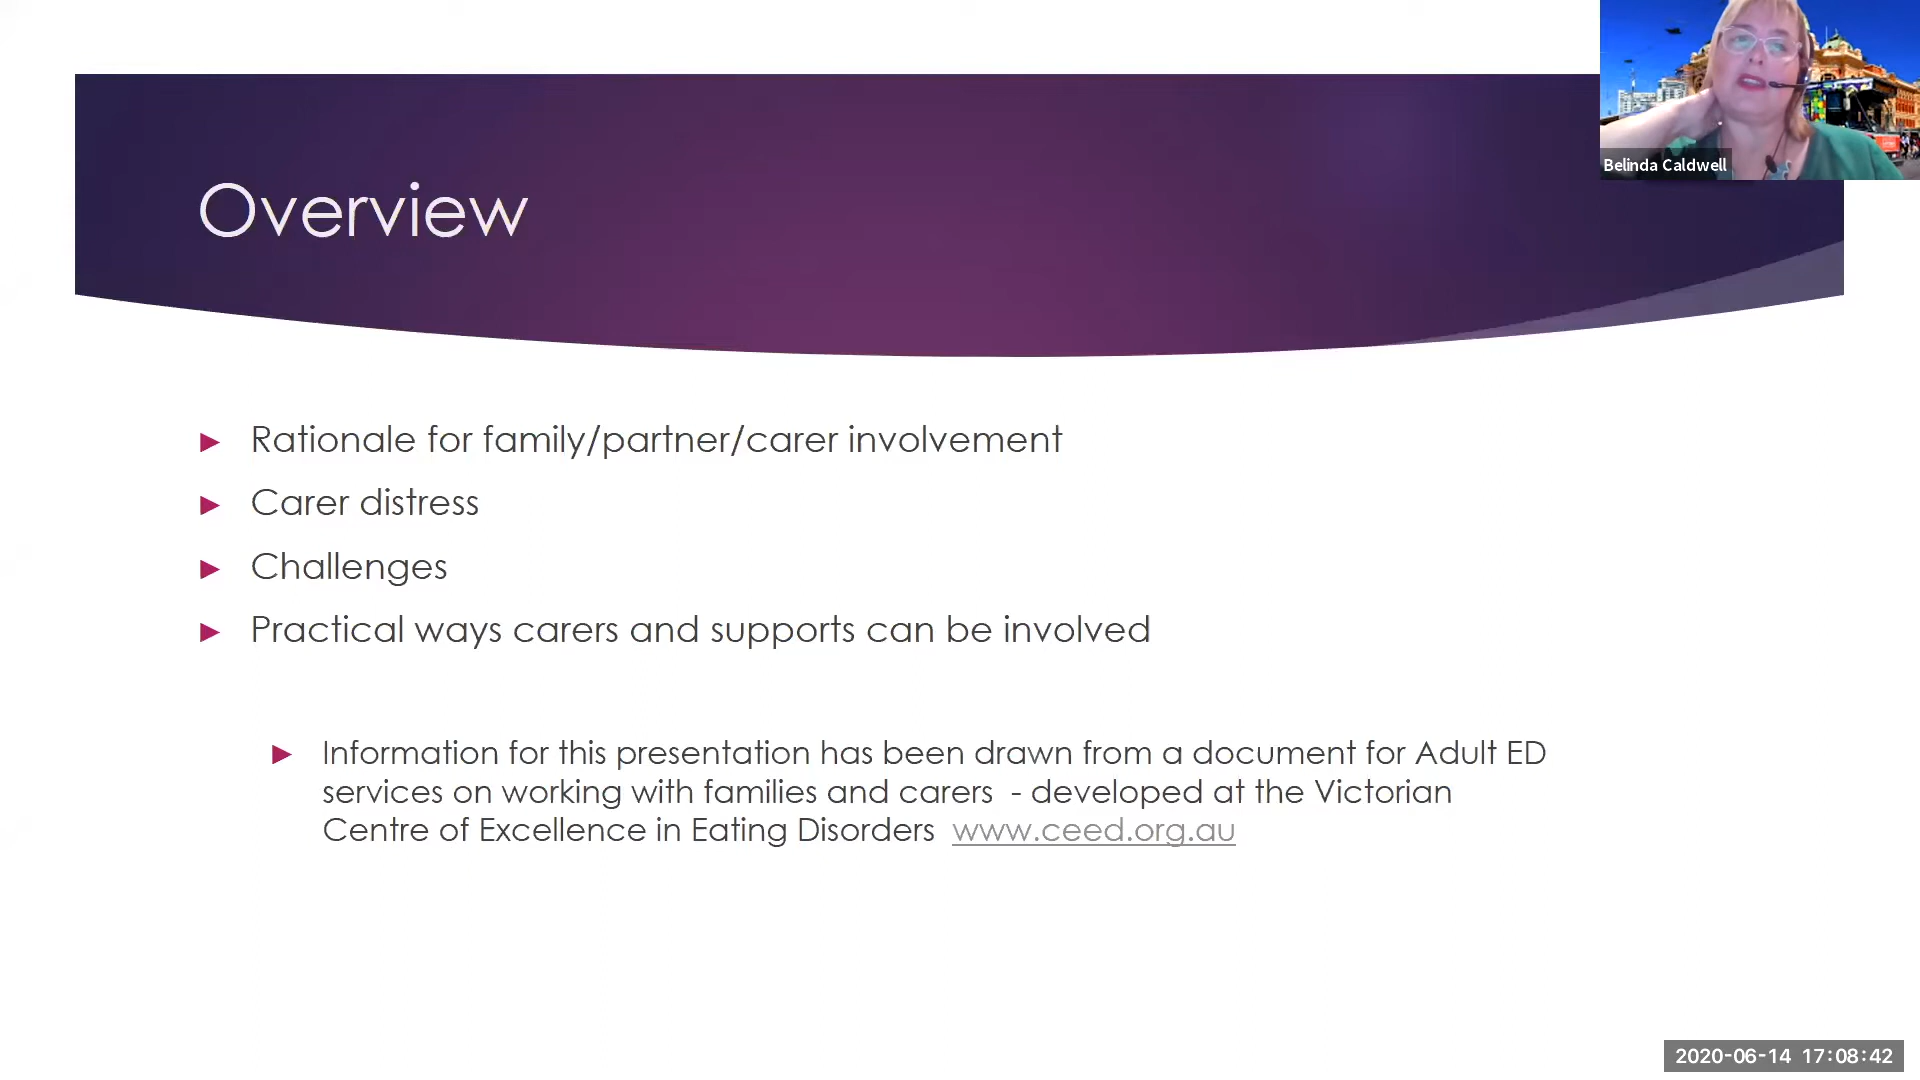 Belinda Caldwell
Overview
Rationale for family/partner/carer involvement
Carer distress
Challenges
Practical ways carers and supports can be involved
Information for this presentation has been drawn from a document for Adult ED
services on working with families and carers - developed at the Victorian
Centre of Excellence in Eating Disorders www.ceed.org.au
2020-06-14 17:08:42